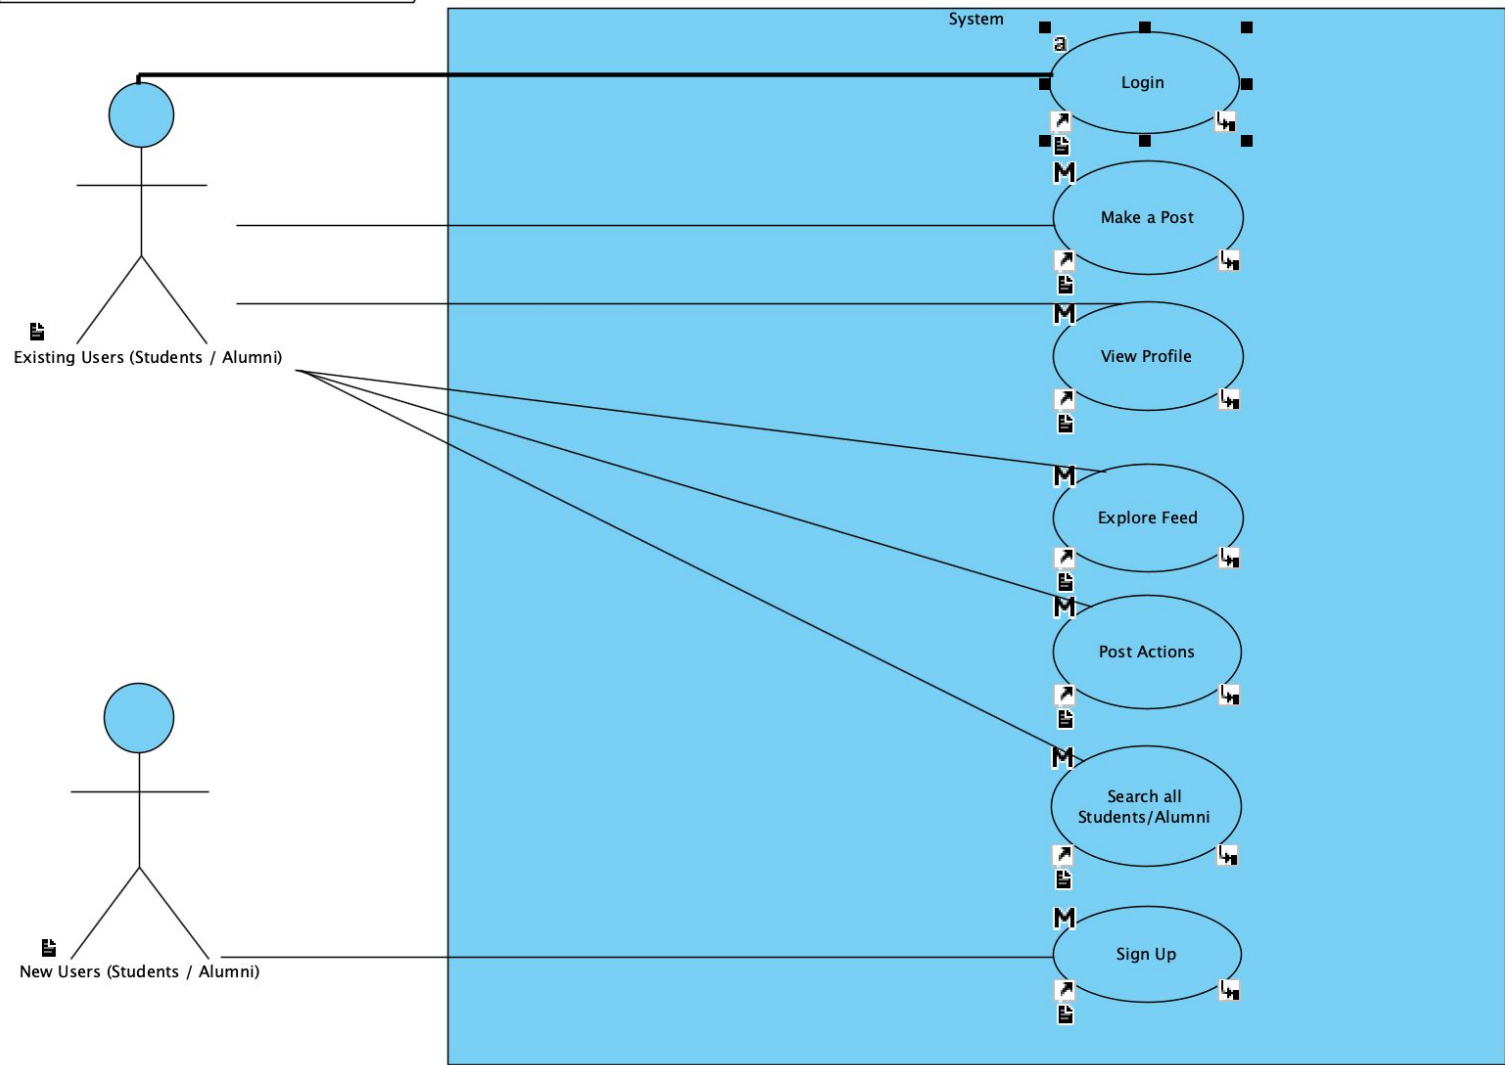 System
a
Login
M
Make a Post
M
View Profile
Existing Users (Students / Alumni)
M
Explore Feed
M
Post Actions
M
Search all
Students/Alumni
M
Sign Up
New Users (Students / Alumni)